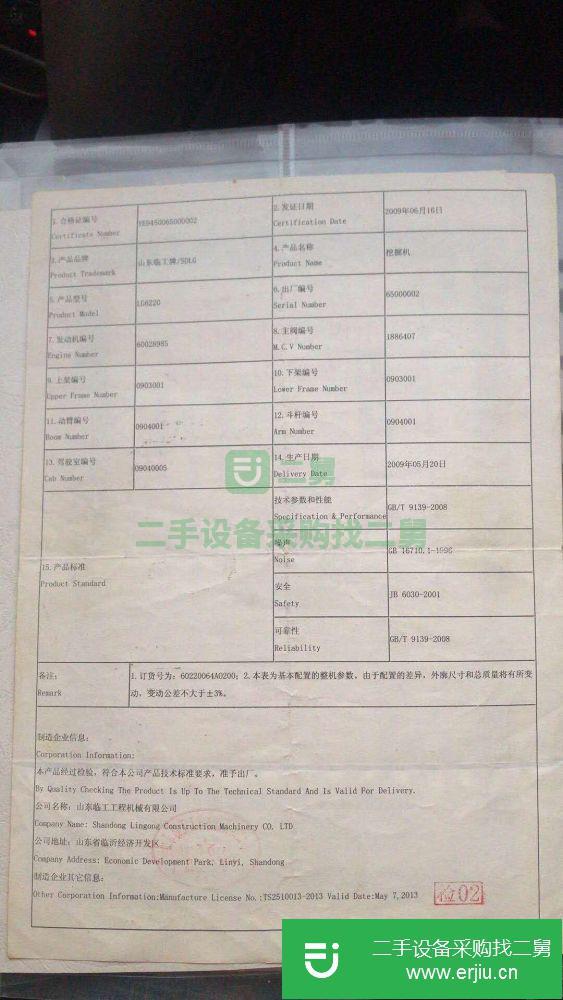 1. 合格证编号
Certificate Number
YE09450065000002
2. 发证日期
Certification Date
2009年06月16日
3. 产品品牌
Product Trademark
山东临工牌/SDLG
4. 产品名称
Product Name
挖掘机
5. 产品型号
Product Model
LG6220
6. 出厂编号
Serial Number
65000002
7. 发动机编号
Engine Number
60028985
8. 主阀编号
M.C.V Number
1886407
9. 上架编号
Upper Frame Number
0903001
10. 下架编号
Lower Frame Number
0903001
11. 动臂编号
Boom Number
0904001
12. 斗杆编号
Arm Number
0904001
13. 驾驶室编号
Cab Number
09040005
14. 生产日期
Delivery Date
2009年05月20日
15. 产品标准
Product Standard
技术参数和性能
Specification & Performance
GB/T 9139-2008
噪声
Noise
GB 16710.1-1996
安全
Safety
JB 6030-2001
可靠性
Reliability
GB/T 9139-2008
备注:
Remark
1. 订货号为: 60220064A0200; 2. 本表为基本配置的整机参数, 由于配置的差异, 外廓尺寸和总质量将有所变
动, 变动公差不大于±3%。
制造企业信息:
Corporation Information:
本产品经过检验, 符合本公司产品技术标准要求, 准予出厂。
By Quality Checking The Product Is Up To The Technical Standard And Is Valid For Delivery.
公司名称: 山东临工工程机械有限公司
Company Name: Shandong Lingong Construction Machinery CO. LTD
公司地址: 山东省临沂经济开发区
Company Address: Economic Development Park, Linyi, Shandong
制造企业其它信息:
Other Corporation Information:Manufacture License No.:TS2510013-2013 Valid Date:May 7,2013
检02
二舅
二手设备采购找二舅
二手设备采购找二舅
www.erjiu.cn